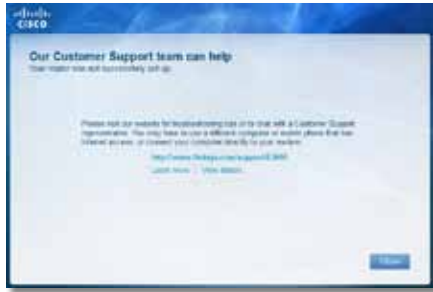 CISCO
Our Customer Support team can help
Your router was not successfully set up.
Please visit our website for troubleshooting tips or to chat with a Customer Support
representative. You may have to use a different computer or mobile phone that has
Internet access, or connect your computer directly to your modem.
Learn more | View details
Close